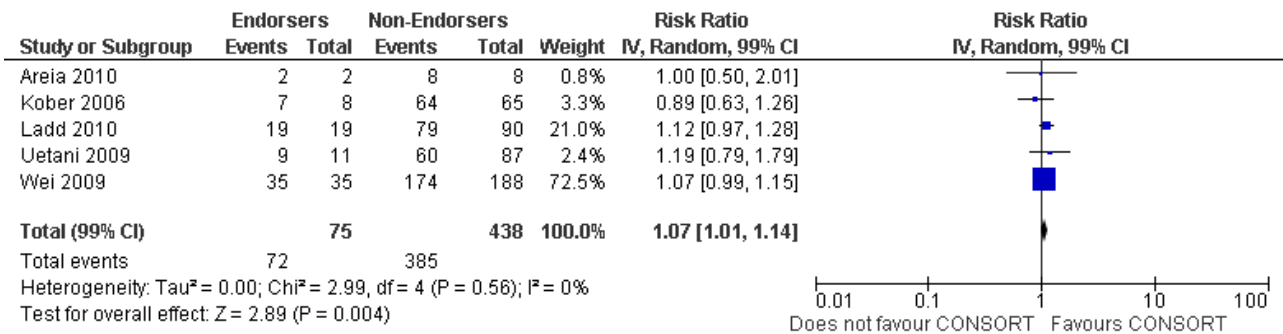 Endorsers Non-Endorsers Risk Ratio Risk Ratio
Study or Subgroup Events Total Events Total Weight IV, Random, 99% CI IV, Random, 99% CI
Areia 2010 2 2 8 8 0.8% 1.00 [0.50, 2.01]
Kober 2006 7 8 64 65 3.3% 0.89 [0.63, 1.26]
Ladd 2010 19 19 79 90 21.0% 1.12 [0.97, 1.28]
Uetani 2009 9 11 60 87 2.4% 1.19 [0.79, 1.79]
Wei 2009 35 35 174 188 72.5% 1.07 [0.99, 1.15]
Total (99% CI) 75 438 100.0% 1.07 [1.01, 1.14]
Total events 72 385
Heterogeneity: Tau² = 0.00; Chi² = 2.99, df = 4 (P = 0.56); I² = 0%
Test for overall effect: Z = 2.89 (P = 0.004)
0.01 0.1 1 10 100
Does not favour CONSORT Favours CONSORT